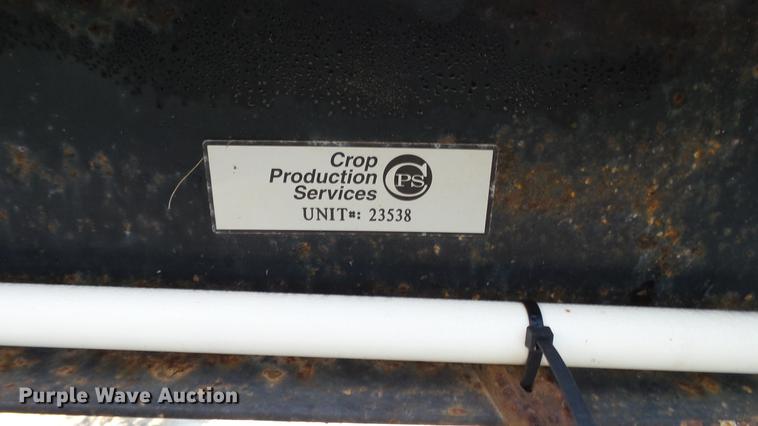 Crop
Production
Services
CPS
UNIT#: 23538
Purple Wave Auction